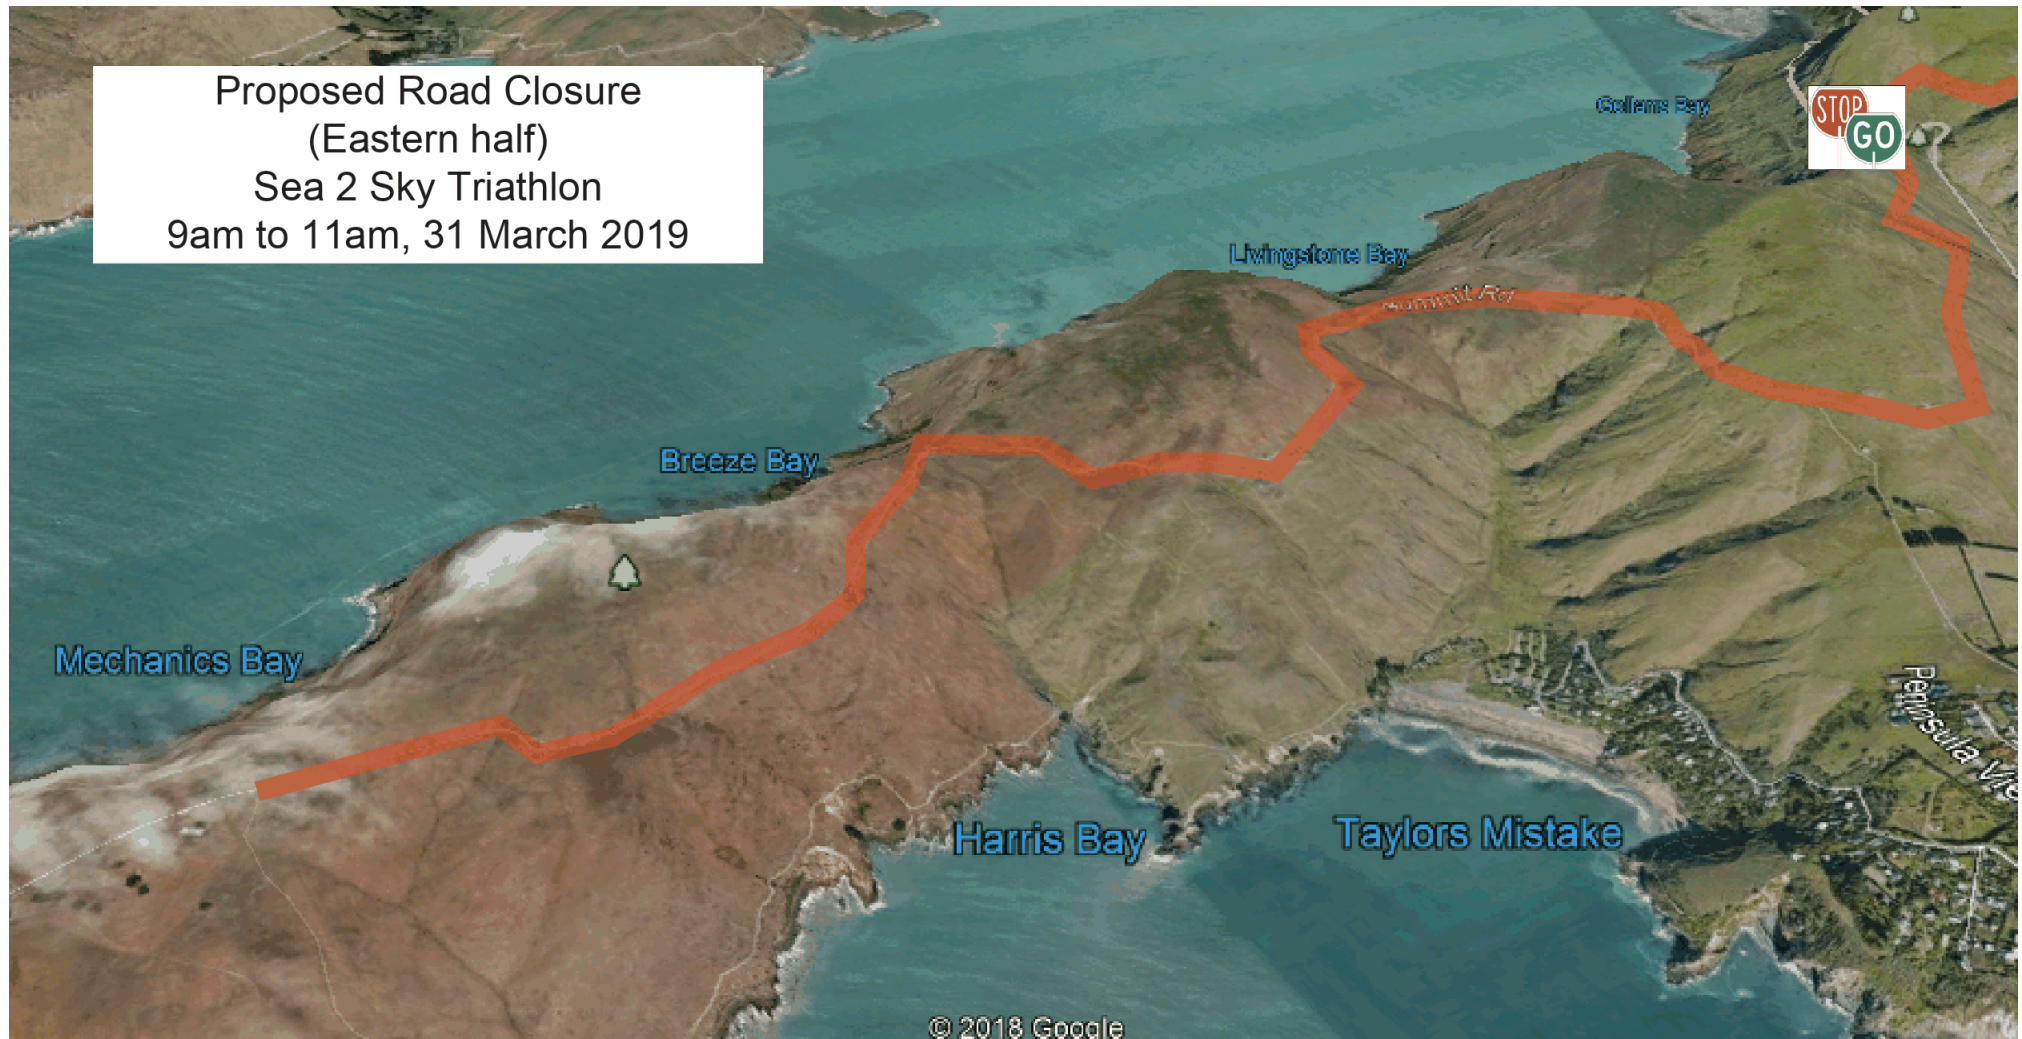 Proposed Road Closure
(Eastern half)
Sea 2 Sky Triathlon
9am to 11am, 31 March 2019
STOP
GO
Gollans Bay
Livingstone Bay
Summit Rd
Breeze Bay
Mechanics Bay
Peninsula Vie
Harris Bay
Taylors Mistake
© 2018 Google